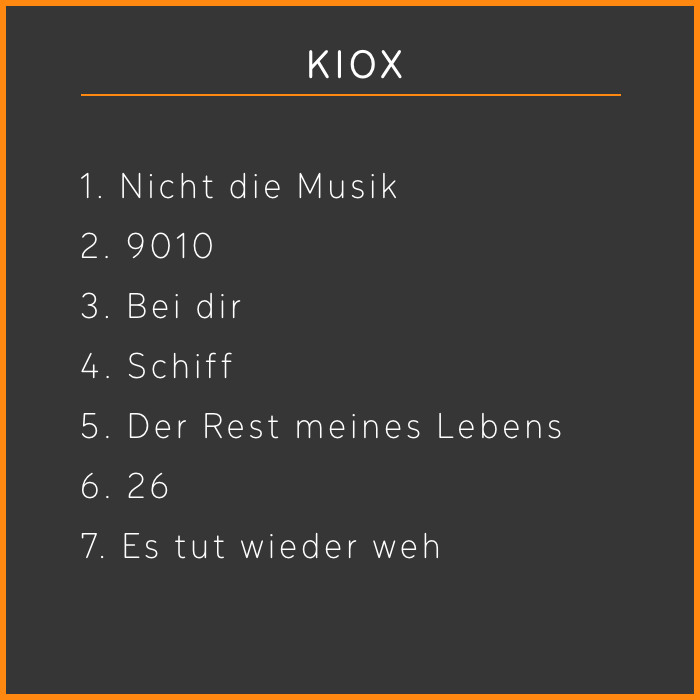 KIOX
1. Nicht die Musik
2. 9010
3. Bei dir
4. Schiff
5. Der Rest meines Lebens
6. 26
7. Es tut wieder weh